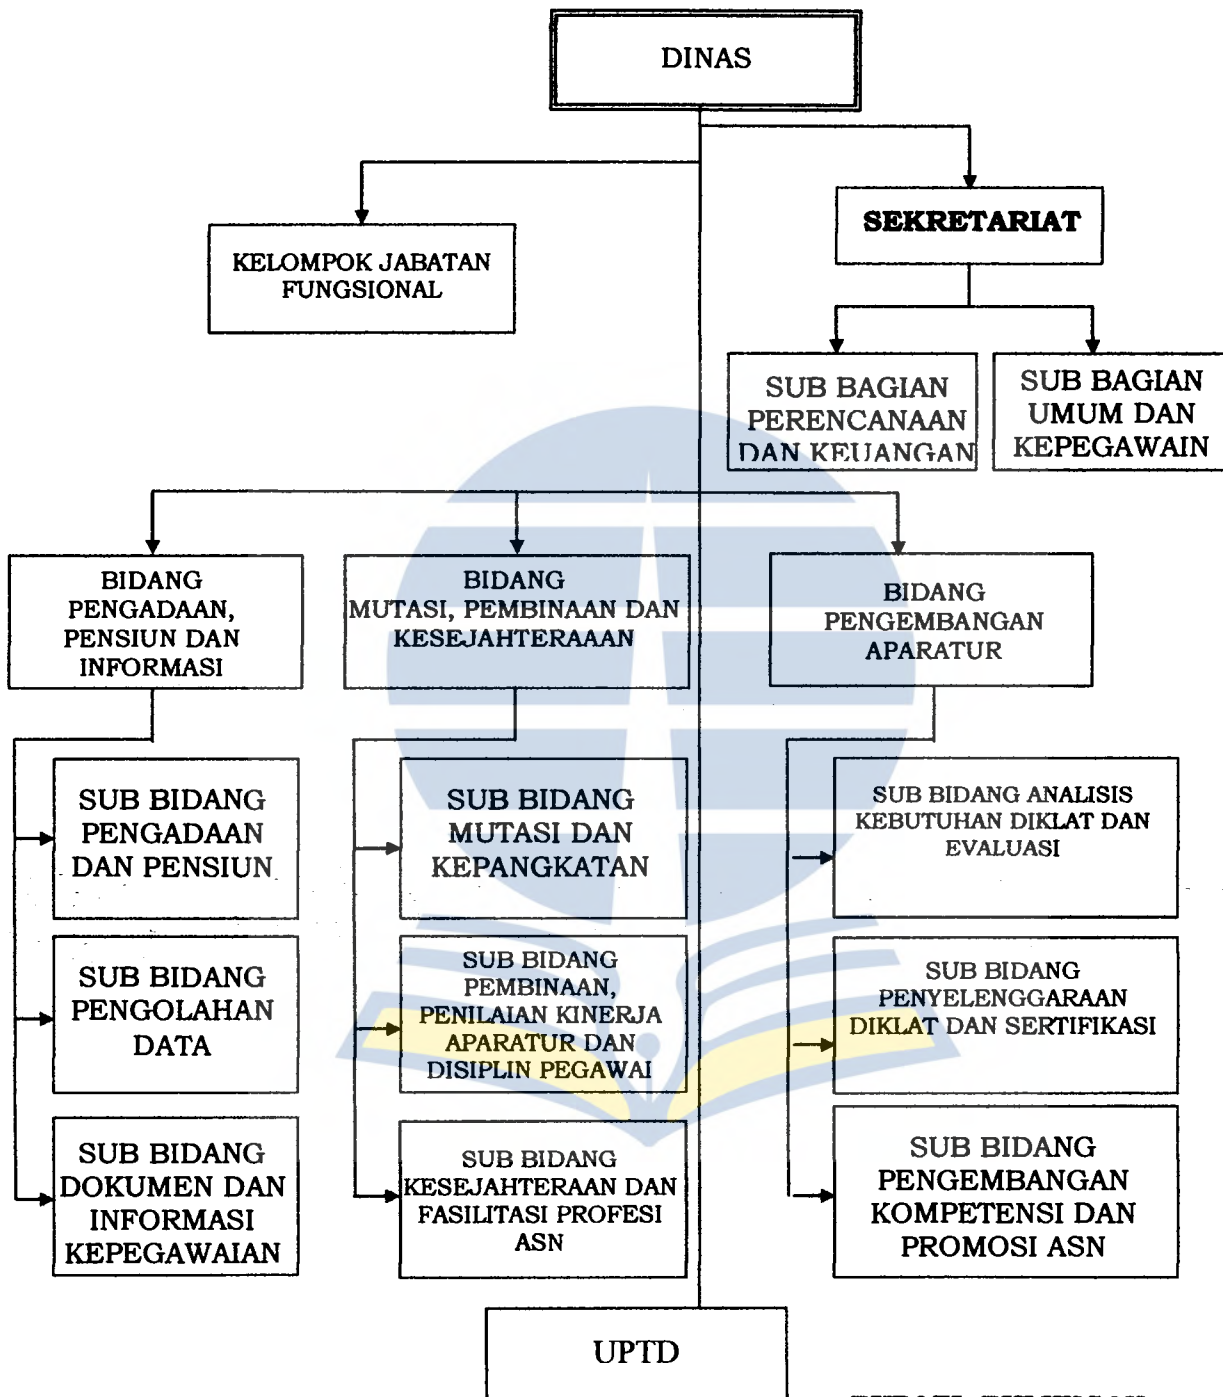 DINAS
SEKRETARIAT
KELOMPOK JABATAN
FUNGSIONAL
SUB BAGIAN
PERENCANAAN
DAN KEUANGAN
SUB BAGIAN
UMUM DAN
KEPEGAWAIN
BIDANG
PENGADAAN,
PENSIUN DAN
INFORMASI
BIDANG
MUTASI, PEMBINAAN DAN
KESEJAHTERAAAN
BIDANG
PENGEMBANGAN
APARATUR
SUB BIDANG
PENGADAAN
DAN PENSIUN
SUB BIDANG
MUTASI DAN
KEPANGKATAN
SUB BIDANG ANALISIS
KEBUTUHAN DIKLAT DAN
EVALUASI
SUB BIDANG
PENGOLAHAN
DATA
SUB BIDANG
PEMBINAAN,
PENILAIAN KINERJA
APARATUR DAN
DISIPLIN PEGAWAI
SUB BIDANG
PENYELENGGARAAN
DIKLAT DAN SERTIFIKASI
SUB BIDANG
DOKUMEN DAN
INFORMASI
KEPEGAWAIAN
SUB BIDANG
KESEJAHTERAAN DAN
FASILITASI PROFESI
ASN
SUB BIDANG
PENGEMBANGAN
KOMPETENSI DAN
PROMOSI ASN
UPTD